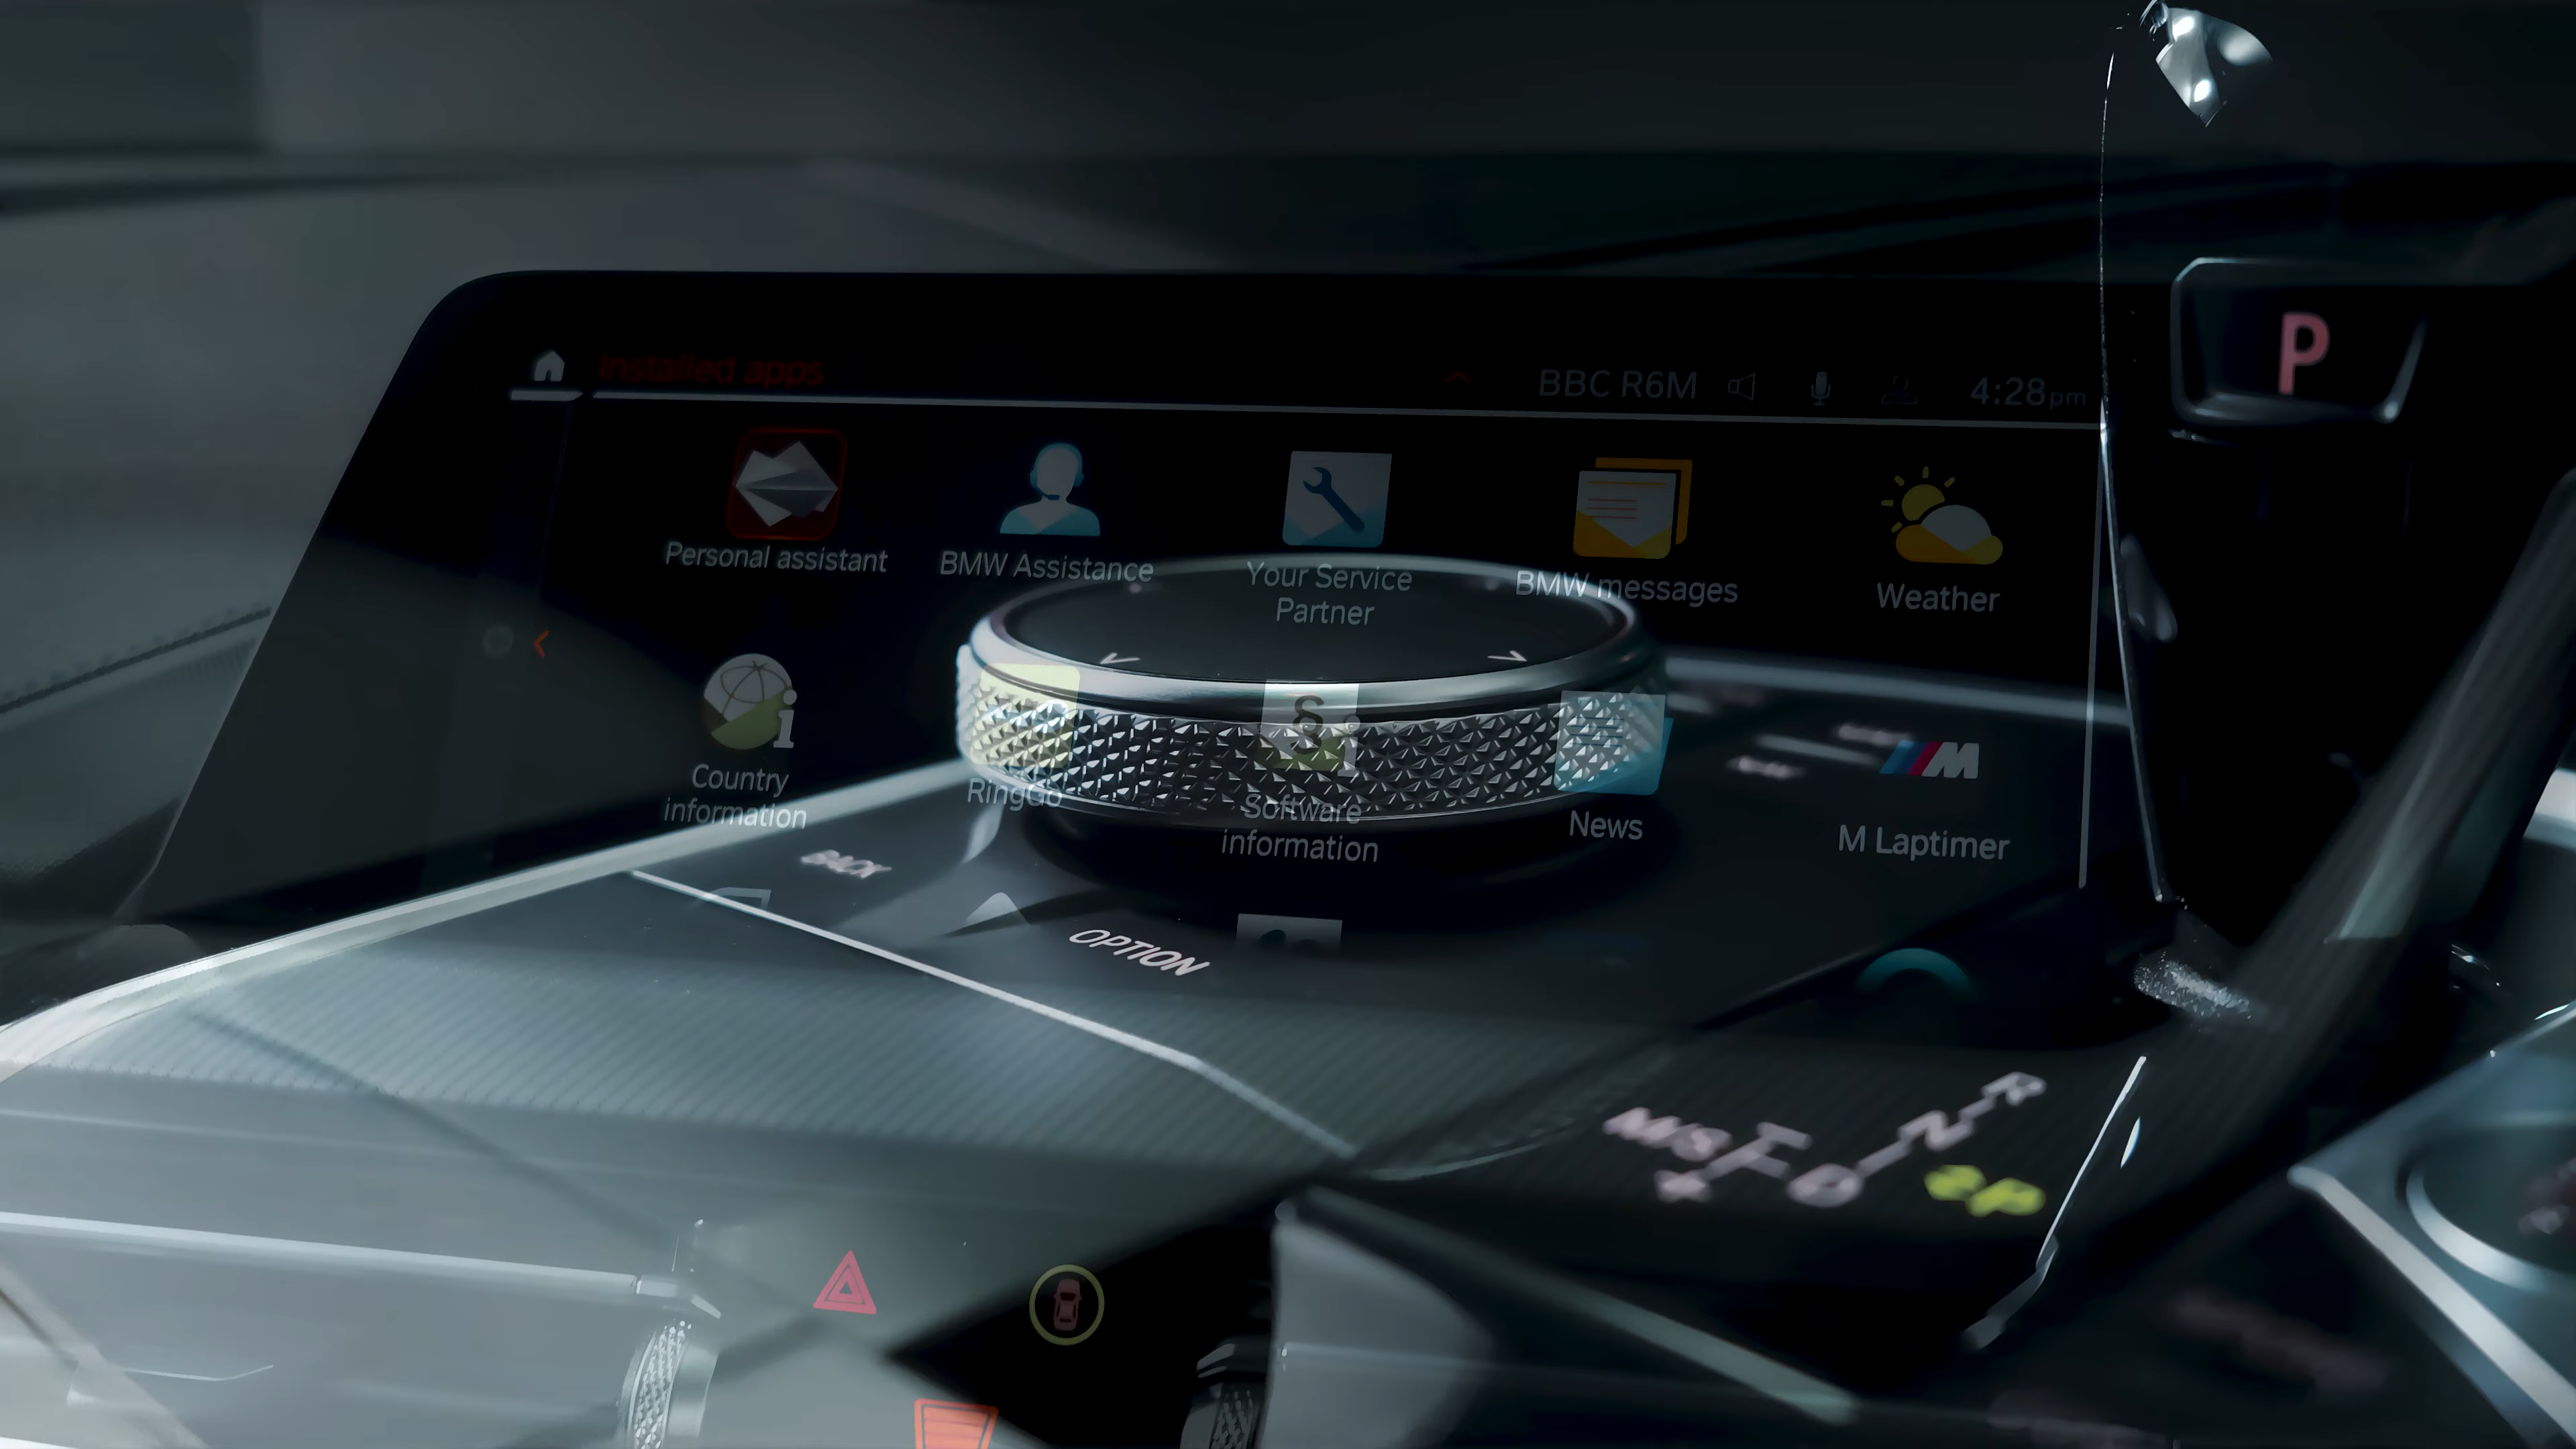 Installed apps
BBC R6M
4:28pm
Personal assistant
BMW Assistance
Your Service
Partner
BMW messages
Weather
Country
information
RingGo
Software
information
News
M
M Laptimer
BACK
OPTION
P
M/S
+
D
N
R
P